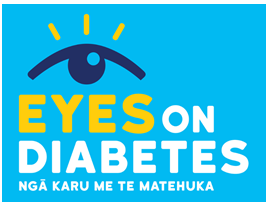 EYES ON
DIABETES
NGĀ KARU ME TE MATEHUKA